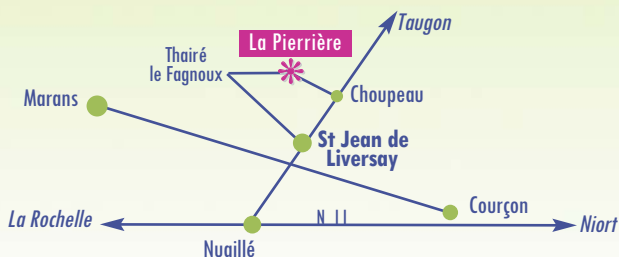 Taugon
La Pierrière
Thairé
le Fagnoux
Marans
Choupeau
St Jean de
Liversay
Courçon
La Rochelle
N 11
Niort
Nuaillé